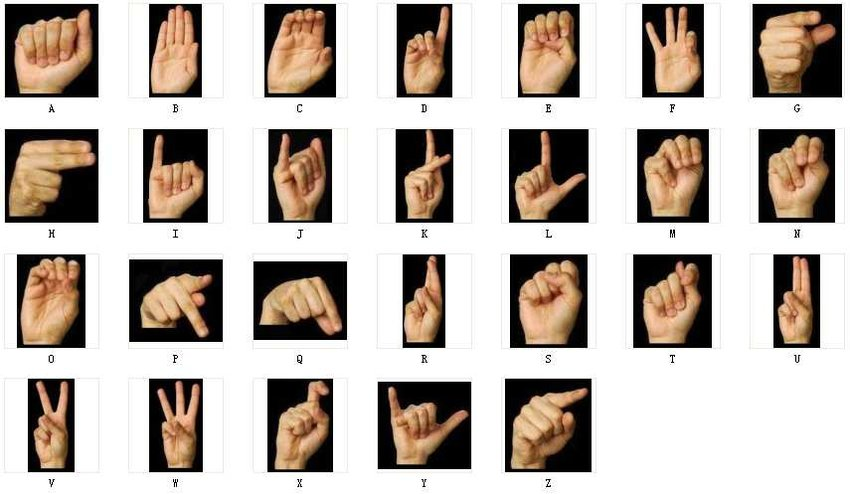 A B C D E F G
H I J K L M N
O P Q R S T U
V W X Y Z